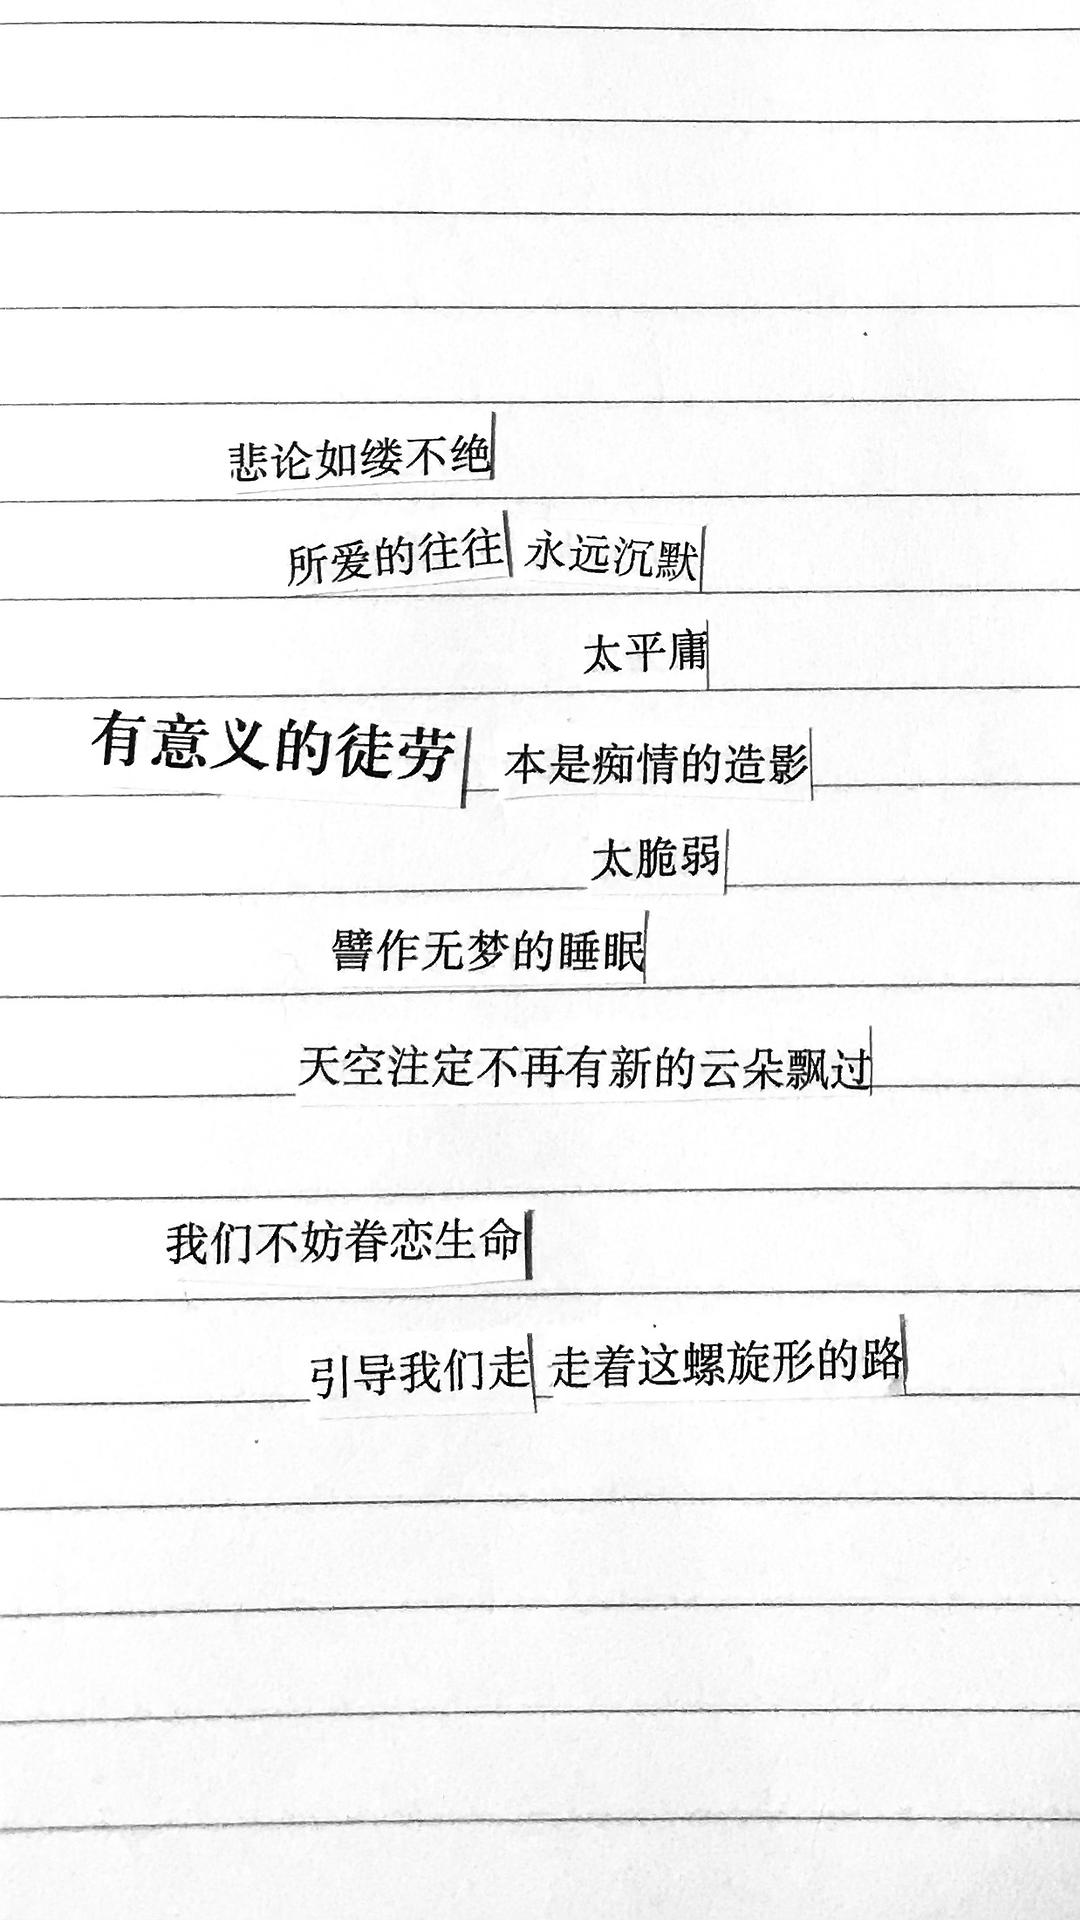 悲论如缕不绝
所爱的往往 永远沉默
太平庸
有意义的徒劳 本是痴情的造影
太脆弱
譬作无梦的睡眠
天空注定不再有新的云朵飘过
我们不妨眷恋生命
引导我们走 走着这螺旋形的路